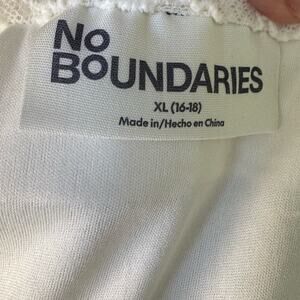 No
BoUNDARIES
XL (16-18)
Made in/Hecho en China